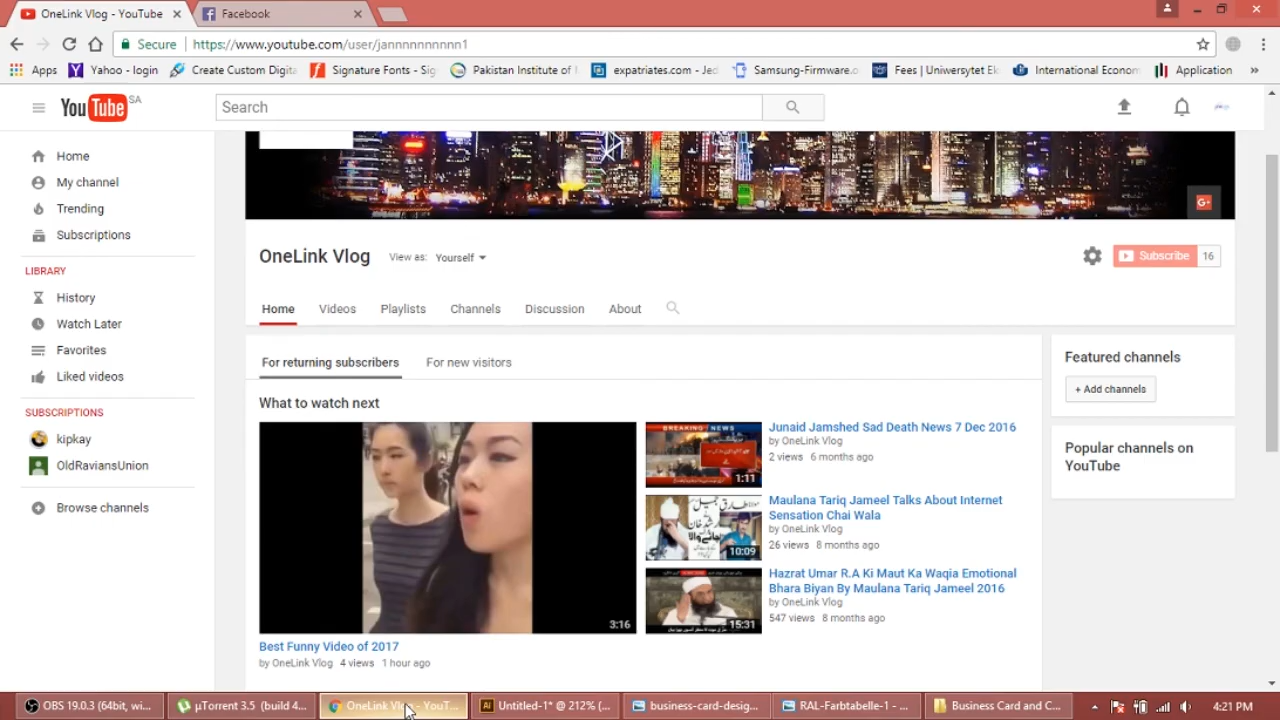 OneLink Vlog - YouTube
Facebook
Secure
https://www.youtube.com/user/jannnnnnnnnn1
Apps
Yahoo - login
Create Custom Digita
Signature Fonts - Sig
Pakistan Institute of
expatriates.com - Jed
Samsung-Firmware.o
Fees | Uniwersytet Ek
International Econom
Application
YouTube SA
Search
Home
My channel
Trending
Subscriptions
LIBRARY
History
Watch Later
Favorites
Liked videos
SUBSCRIPTIONS
kipkay
OldRaviansUnion
Browse channels
G+
OneLink Vlog
View as: Yourself
Subscribe 16
Home
Videos
Playlists
Channels
Discussion
About
For returning subscribers
For new visitors
What to watch next
3:16
Best Funny Video of 2017
by OneLink Vlog 4 views 1 hour ago
BREAKING NEWS
1:11
Junaid Jamshed Sad Death News 7 Dec 2016
by OneLink Vlog
2 views 6 months ago
10:09
Maulana Tariq Jameel Talks About Internet
Sensation Chai Wala
by OneLink Vlog
26 views 8 months ago
15:31
Hazrat Umar R.A Ki Maut Ka Waqia Emotional
Bhara Biyan By Maulana Tariq Jameel 2016
by OneLink Vlog
547 views 8 months ago
Featured channels
+ Add channels
Popular channels on
YouTube
OBS 19.0.3 (64bit, wi...
µTorrent 3.5 (build 4...
OneLink Vlog - YouT...
Untitled-1* @ 212% (...
business-card-desig...
RAL-Farbtabelle-1 - ...
Business Card and C...
4:21 PM